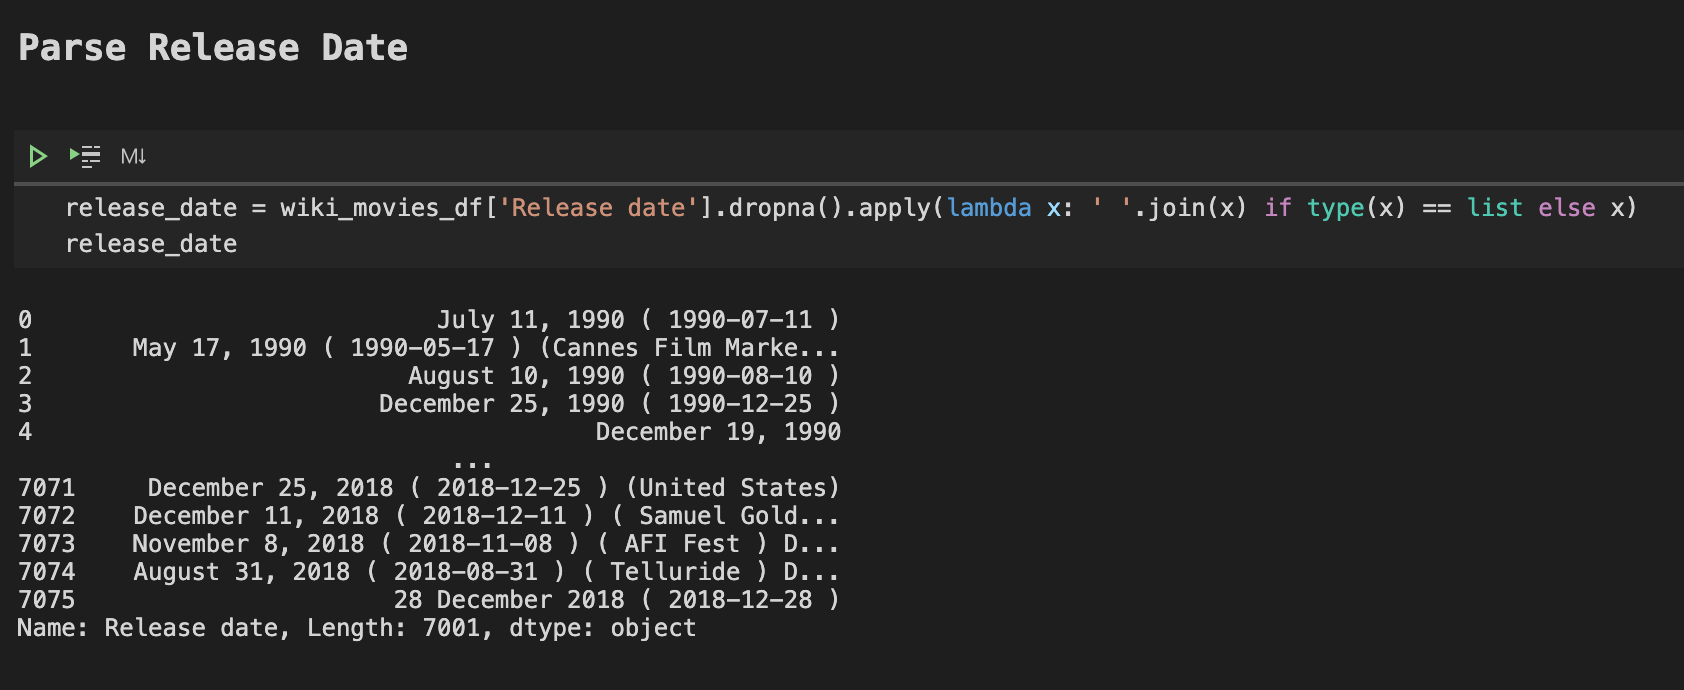 Parse Release Date
M↓
release_date = wiki_movies_df['Release date'].dropna().apply(lambda x: ' '.join(x) if type(x) == list else x)
release_date
0 July 11, 1990 ( 1990-07-11 )
1 May 17, 1990 ( 1990-05-17 ) (Cannes Film Marke...
2 August 10, 1990 ( 1990-08-10 )
3 December 25, 1990 ( 1990-12-25 )
4 December 19, 1990
...
7071 December 25, 2018 ( 2018-12-25 ) (United States)
7072 December 11, 2018 ( 2018-12-11 ) ( Samuel Gold...
7073 November 8, 2018 ( 2018-11-08 ) ( AFI Fest ) D...
7074 August 31, 2018 ( 2018-08-31 ) ( Telluride ) D...
7075 28 December 2018 ( 2018-12-28 )
Name: Release date, Length: 7001, dtype: object